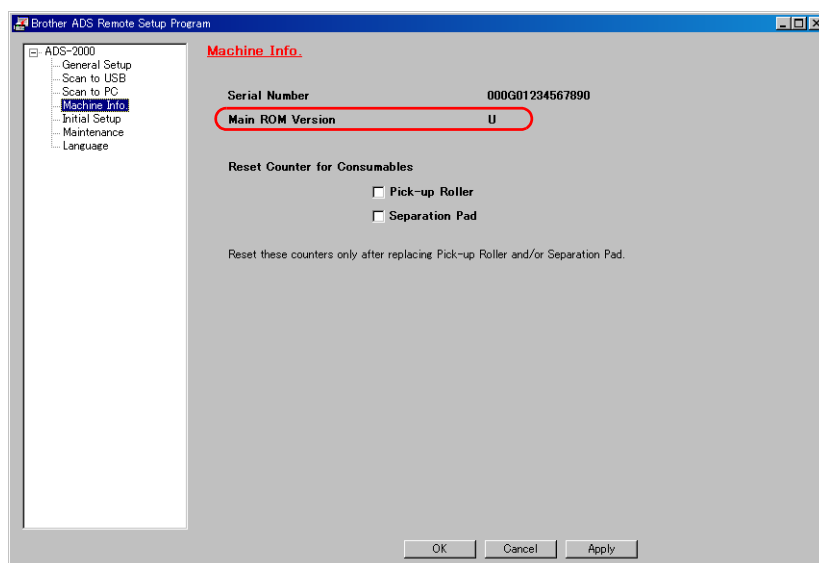 Brother ADS Remote Setup Program
ADS-2000
General Setup
Scan to USB
Scan to PC
Machine Info.
Initial Setup
Maintenance
Language
Machine Info.
Serial Number 000G01234567890
Main ROM Version U
Reset Counter for Consumables
Pick-up Roller
Separation Pad
Reset these counters only after replacing Pick-up Roller and/or Separation Pad.
OK Cancel Apply